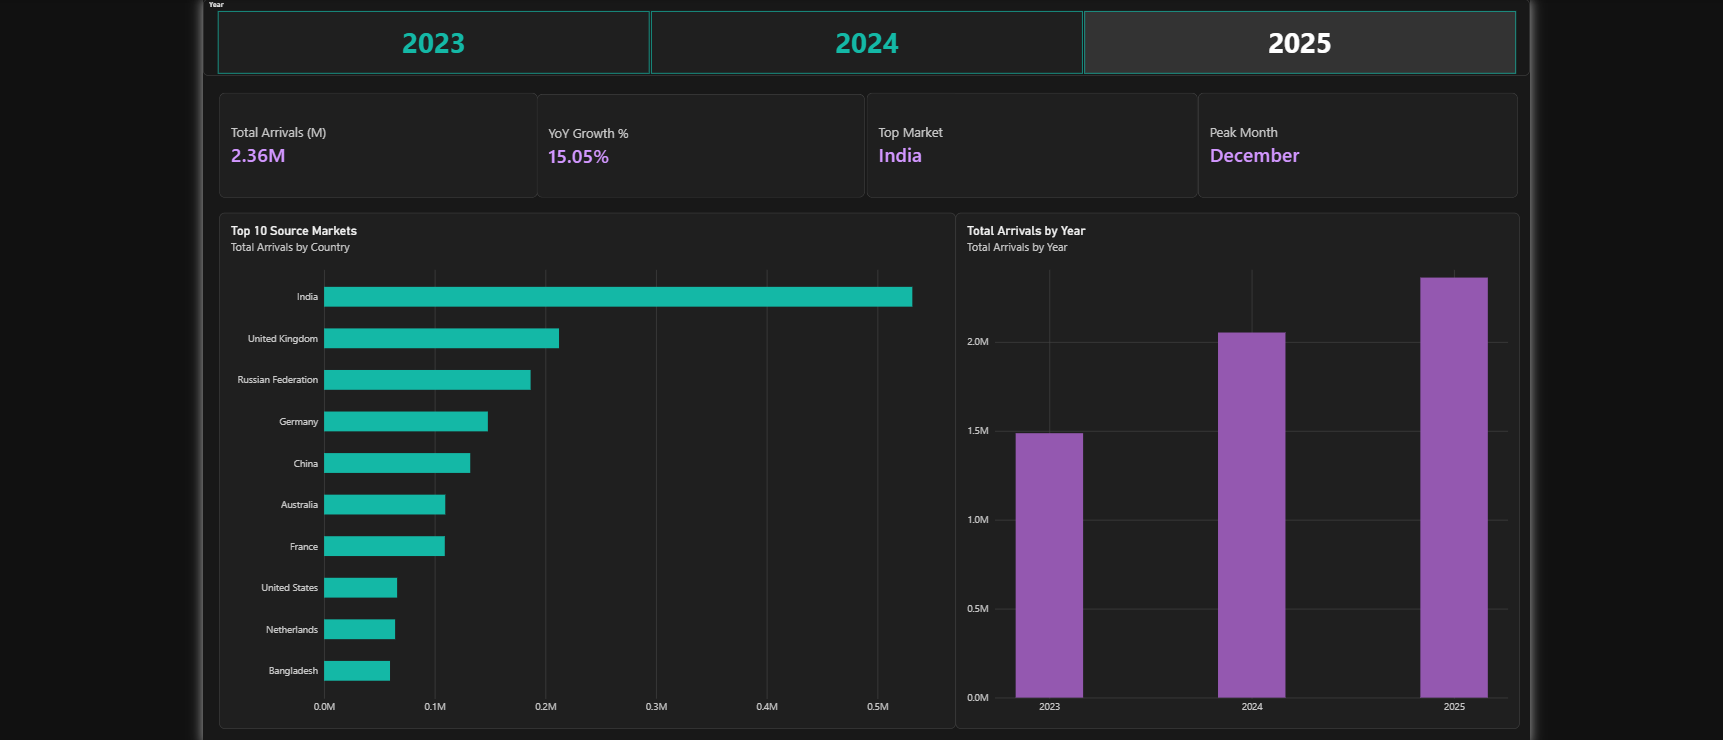 Year
2023
2024
2025
Total Arrivals (M)
2.36M
YoY Growth %
15.05%
Top Market
India
Peak Month
December
Top 10 Source Markets
Total Arrivals by Country
India
United Kingdom
Russian Federation
Germany
China
Australia
France
United States
Netherlands
Bangladesh
0.0M
0.1M
0.2M
0.3M
0.4M
0.5M
Total Arrivals by Year
Total Arrivals by Year
2.0M
1.5M
1.0M
0.5M
0.0M
2023
2024
2025